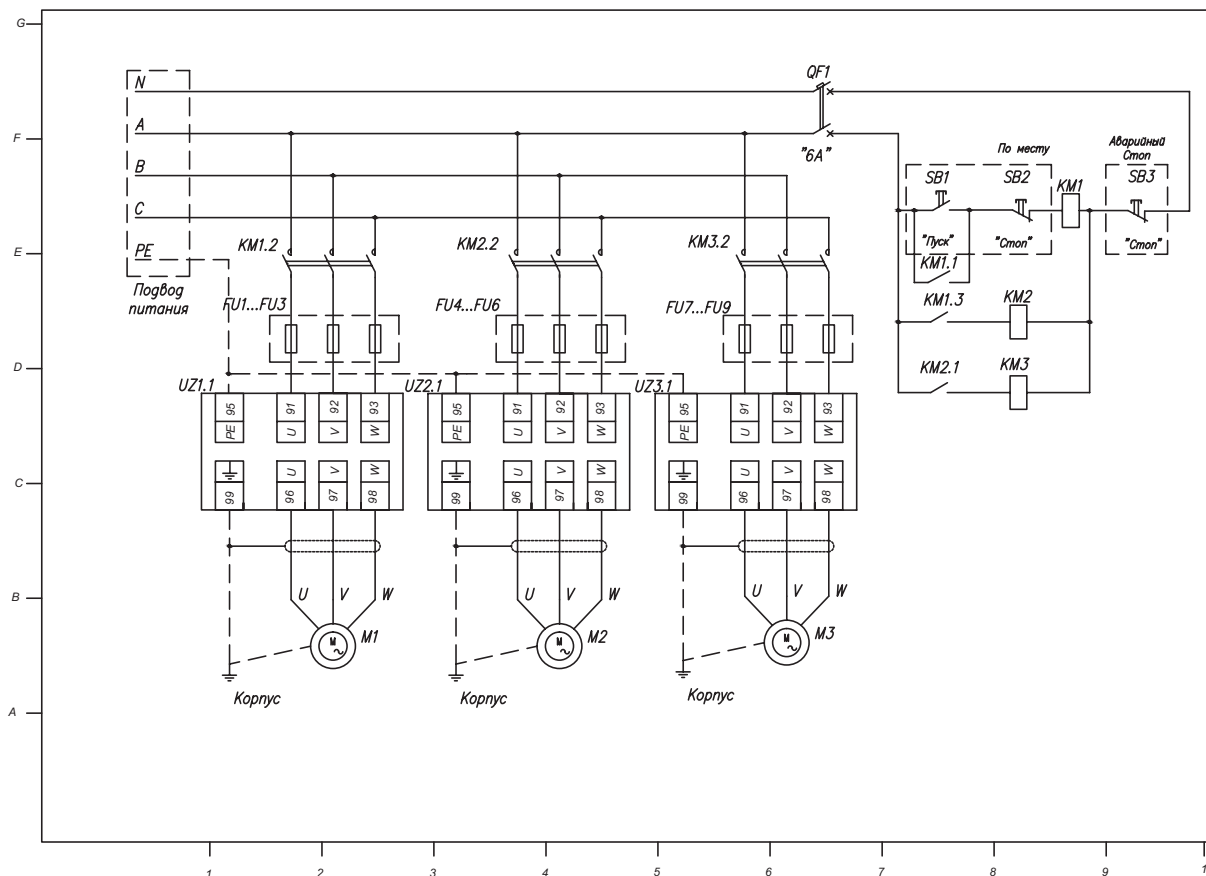 G
N
QF1
A
F
"6А"
По месту
Аварийный
Стоп
B
SB1
SB2
KM1
SB3
C
KM1.2
KM2.2
KM3.2
"Пуск"
"Стоп"
"Стоп"
PE
E
KM1.1
Подвод
питания
FU1...FU3
FU4...FU6
FU7...FU9
KM1.3
KM2
D
KM2.1
KM3
UZ1.1
UZ2.1
UZ3.1
95 91 92 93
95 91 92 93
95 91 92 93
PE U V W
PE U V W
PE U V W
C
U V W
U V W
U V W
99 96 97 98
99 96 97 98
99 96 97 98
B
U V W
U V W
U V W
M M1
M M2
M M3
Корпус
Корпус
Корпус
A
1 2 3 4 5 6 7 8 9 1